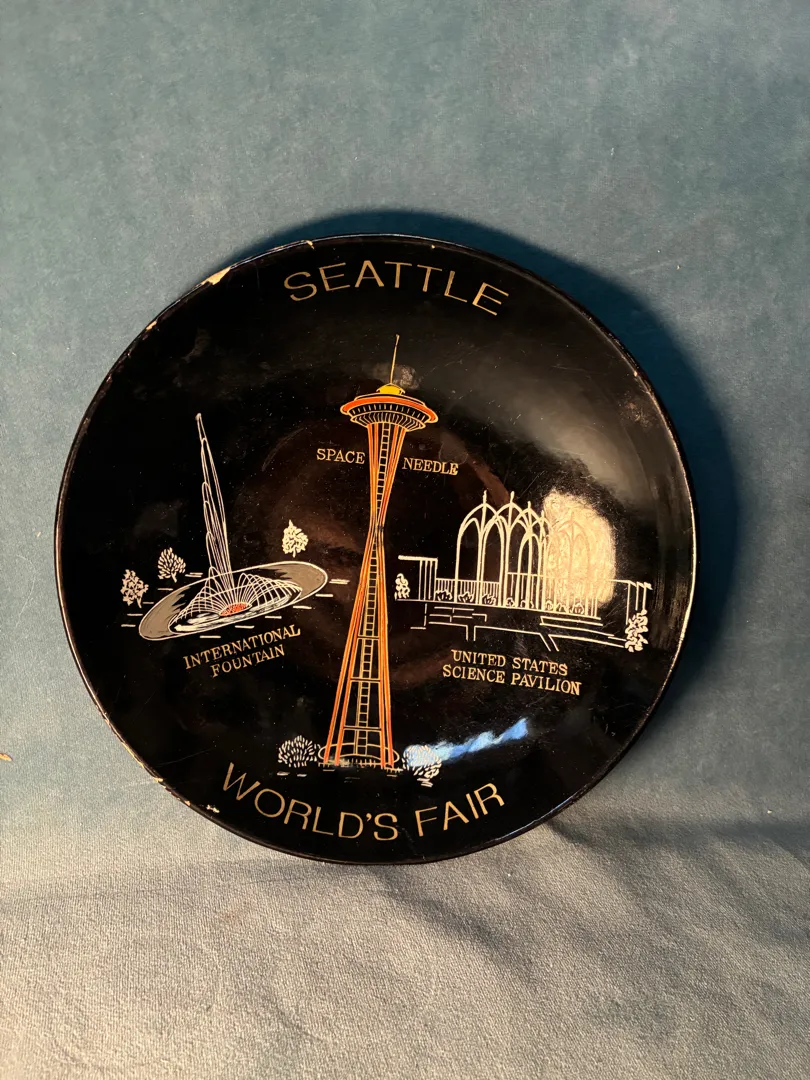 SEATTLE
SPACE NEEDLE
INTERNATIONAL
FOUNTAIN
UNITED STATES
SCIENCE PAVILION
WORLD'S FAIR